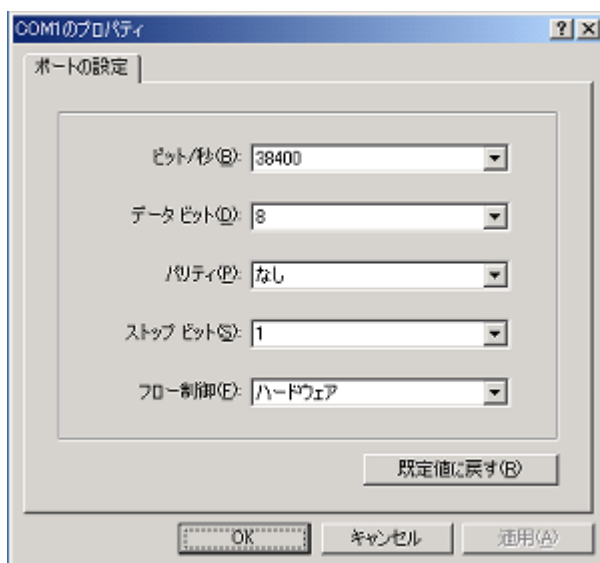 COM1のプロパティ
ポートの設定
ビット/秒(B): 38400
データ ビット(D): 8
パリティ(P): なし
ストップ ビット(S): 1
フロー制御(F): ハードウェア
既定値に戻す(R)
OK キャンセル 適用(A)